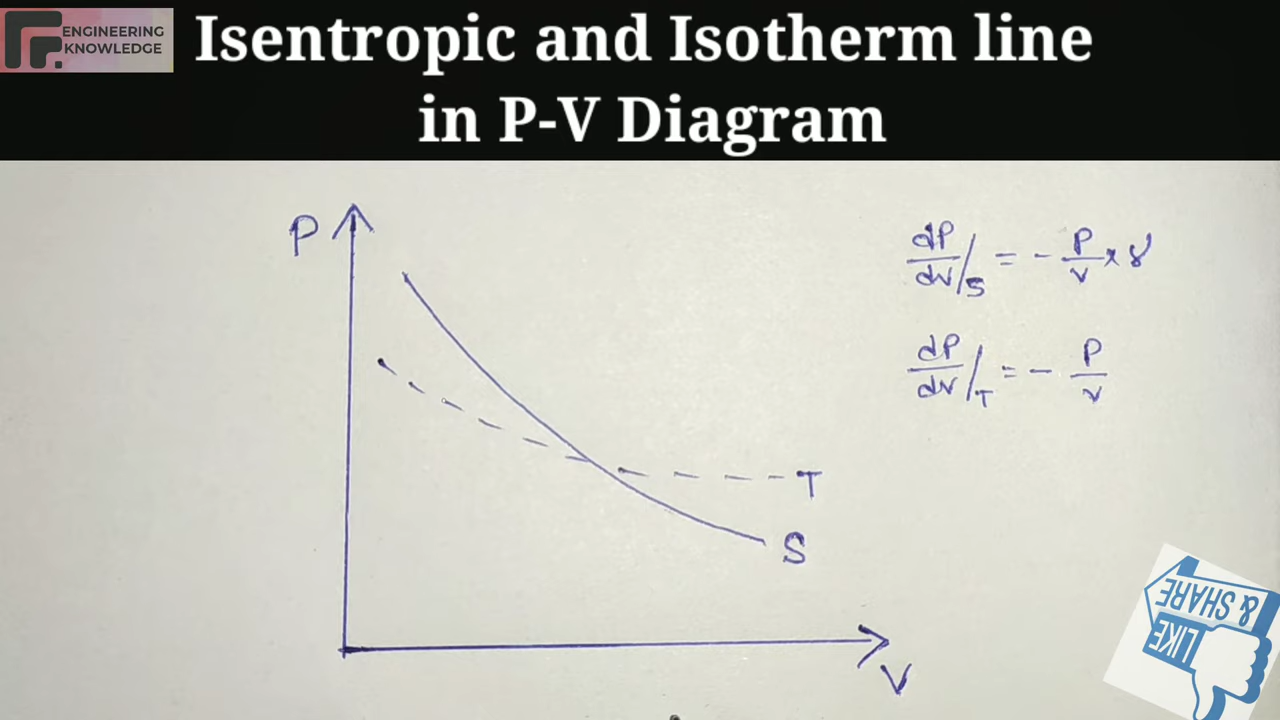 ENGINEERING
KNOWLEDGE
Isentropic and Isotherm line
in P-V Diagram
P
dP/dv/S = - P/v × γ
dP/dv/T = - P/v
T
S
V
LIKE
& SHARE